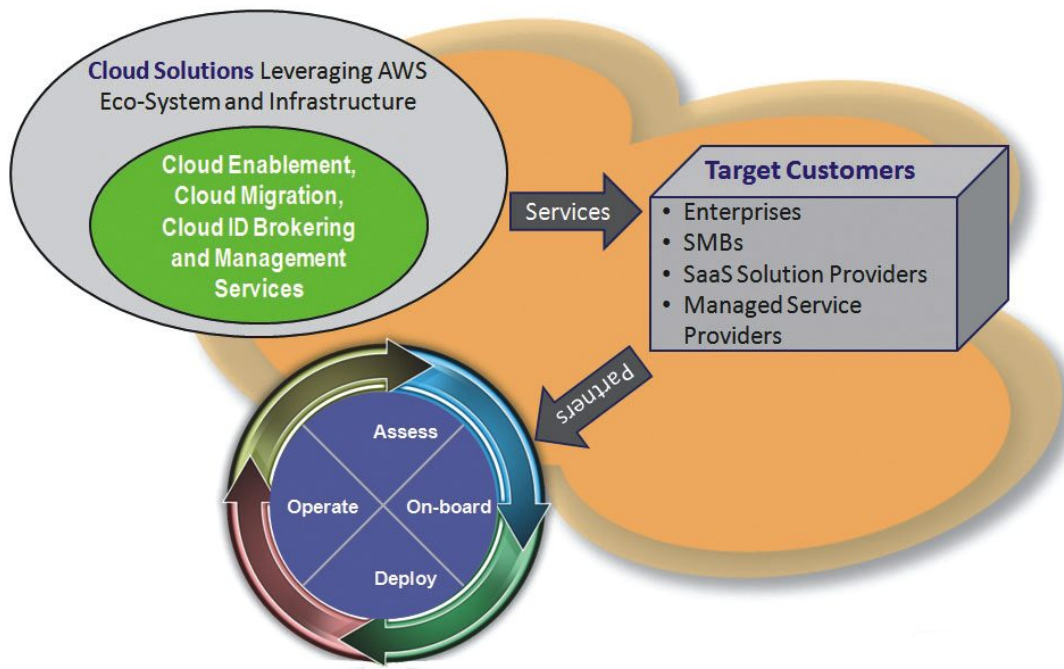 Cloud Solutions Leveraging AWS
Eco-System and Infrastructure
Cloud Enablement,
Cloud Migration,
Cloud ID Brokering
and Management
Services
Services
Target Customers
• Enterprises
• SMBs
• SaaS Solution Providers
• Managed Service
Providers
Partners
Assess
Operate
On-board
Deploy